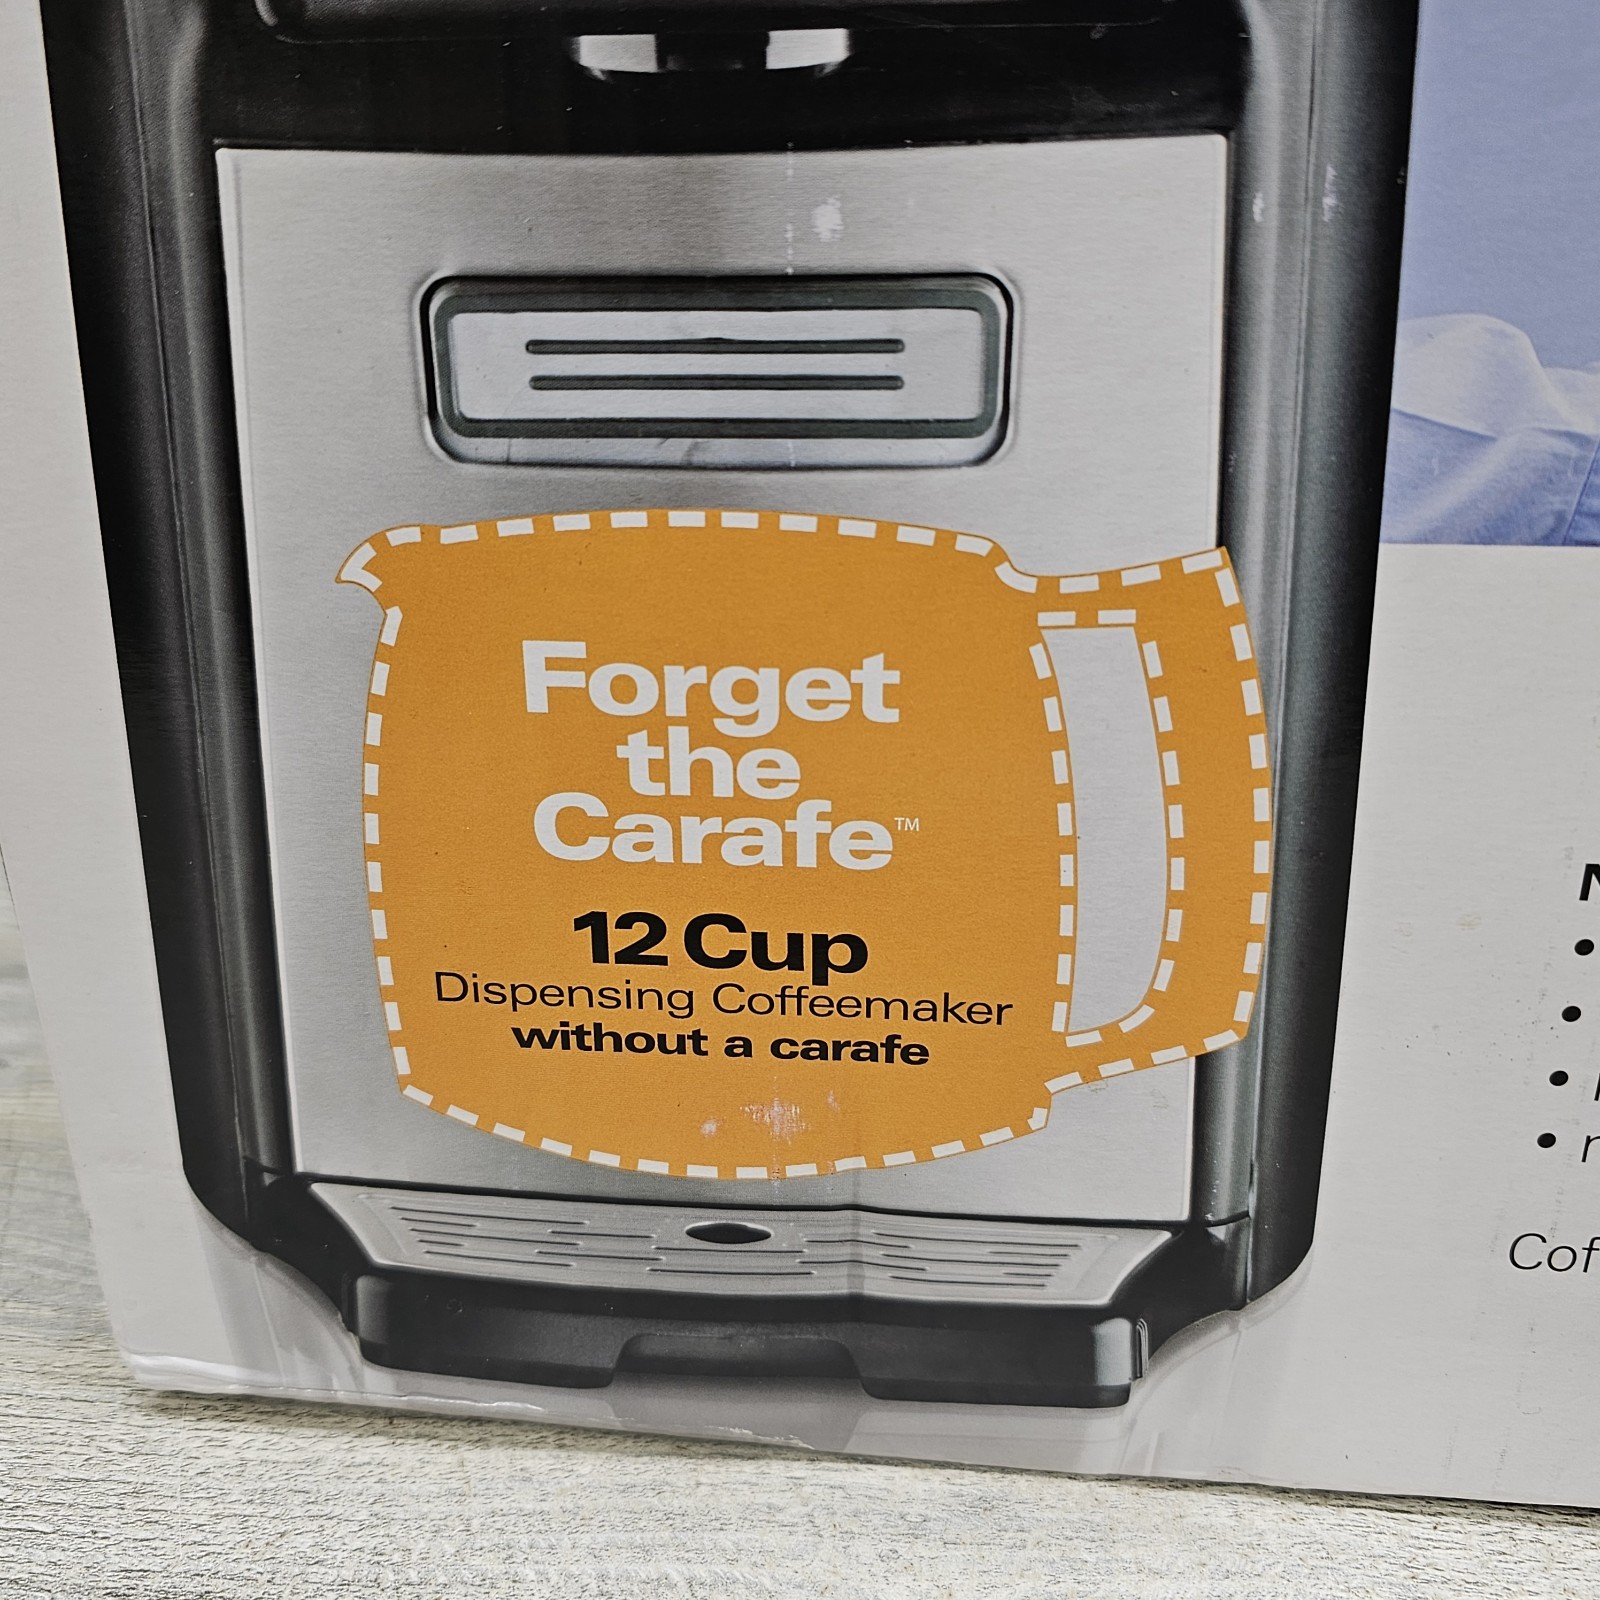 Forget
the
Carafe™
12 Cup
Dispensing Coffeemaker
without a carafe